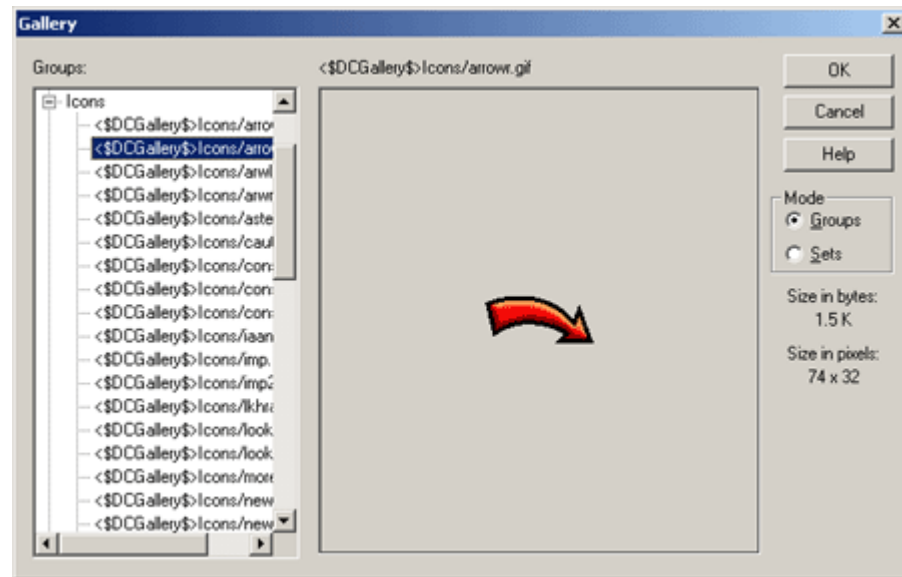 Gallery
Groups:
Icons
<$DCGallery$>Icons/arro
<$DCGallery$>Icons/arro
<$DCGallery$>Icons/arwl
<$DCGallery$>Icons/arwr
<$DCGallery$>Icons/aste
<$DCGallery$>Icons/caut
<$DCGallery$>Icons/con
<$DCGallery$>Icons/con
<$DCGallery$>Icons/con
<$DCGallery$>Icons/iaan
<$DCGallery$>Icons/imp.
<$DCGallery$>Icons/imp2
<$DCGallery$>Icons/lkhra
<$DCGallery$>Icons/look
<$DCGallery$>Icons/look
<$DCGallery$>Icons/more
<$DCGallery$>Icons/new
<$DCGallery$>Icons/new
<$DCGallery$>Icons/arrowr.gif
OK
Cancel
Help
Mode
Groups
Sets
Size in bytes:
1.5 K
Size in pixels:
74 x 32